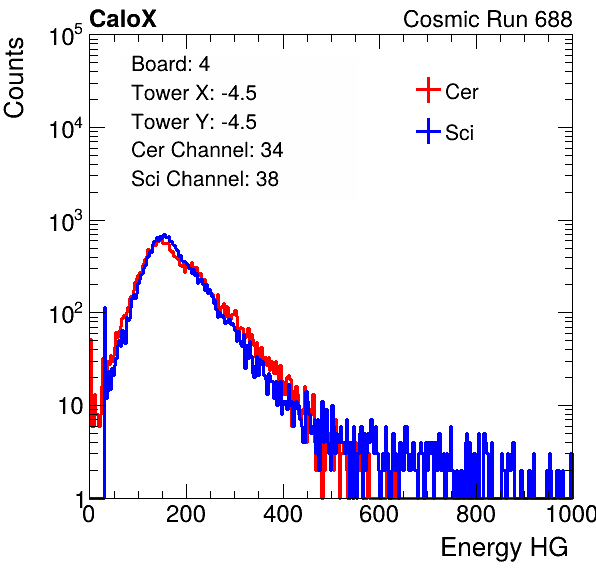 CaloX Cosmic Run 688
Counts
10^5
10^4
10^3
10^2
10
1
Board: 4
Tower X: -4.5
Tower Y: -4.5
Cer Channel: 34
Sci Channel: 38
Cer
Sci
0 200 400 600 800 1000
Energy HG